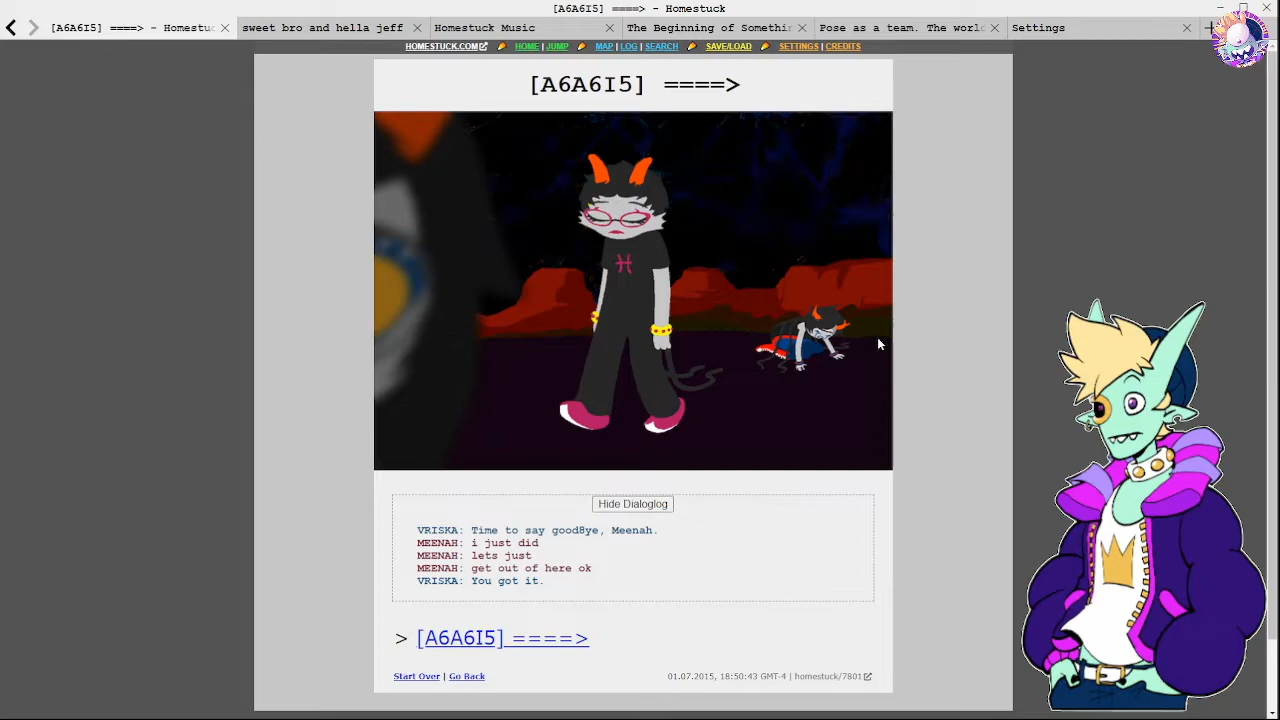 [A6A6I5] ====> - Homestuck
[A6A6I5] ====> - Homestuc
sweet bro and hella jeff
Homestuck Music
The Beginning of Somethin
Pose as a team. The world
Settings
HOMESTUCK.COM HOME | JUMP MAP | LOG | SEARCH SAVE/LOAD SETTINGS | CREDITS
[A6A6I5] ====>
Hide Dialoglog
VRISKA: Time to say good8ye, Meenah.
MEENAH: i just did
MEENAH: lets just
MEENAH: get out of here ok
VRISKA: You got it.
> [A6A6I5] ====>
Start Over | Go Back
01.07.2015, 18:50:43 GMT-4 | homestuck/7801